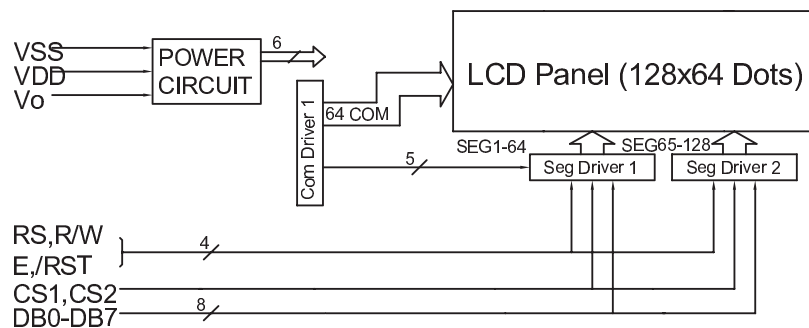 VSS
VDD
Vo
POWER
CIRCUIT
6
LCD Panel (128x64 Dots)
Com Driver 1
64 COM
SEG1-64
SEG65-128
5
Seg Driver 1
Seg Driver 2
RS,R/W
E,/RST
4
CS1,CS2
DB0-DB7
8